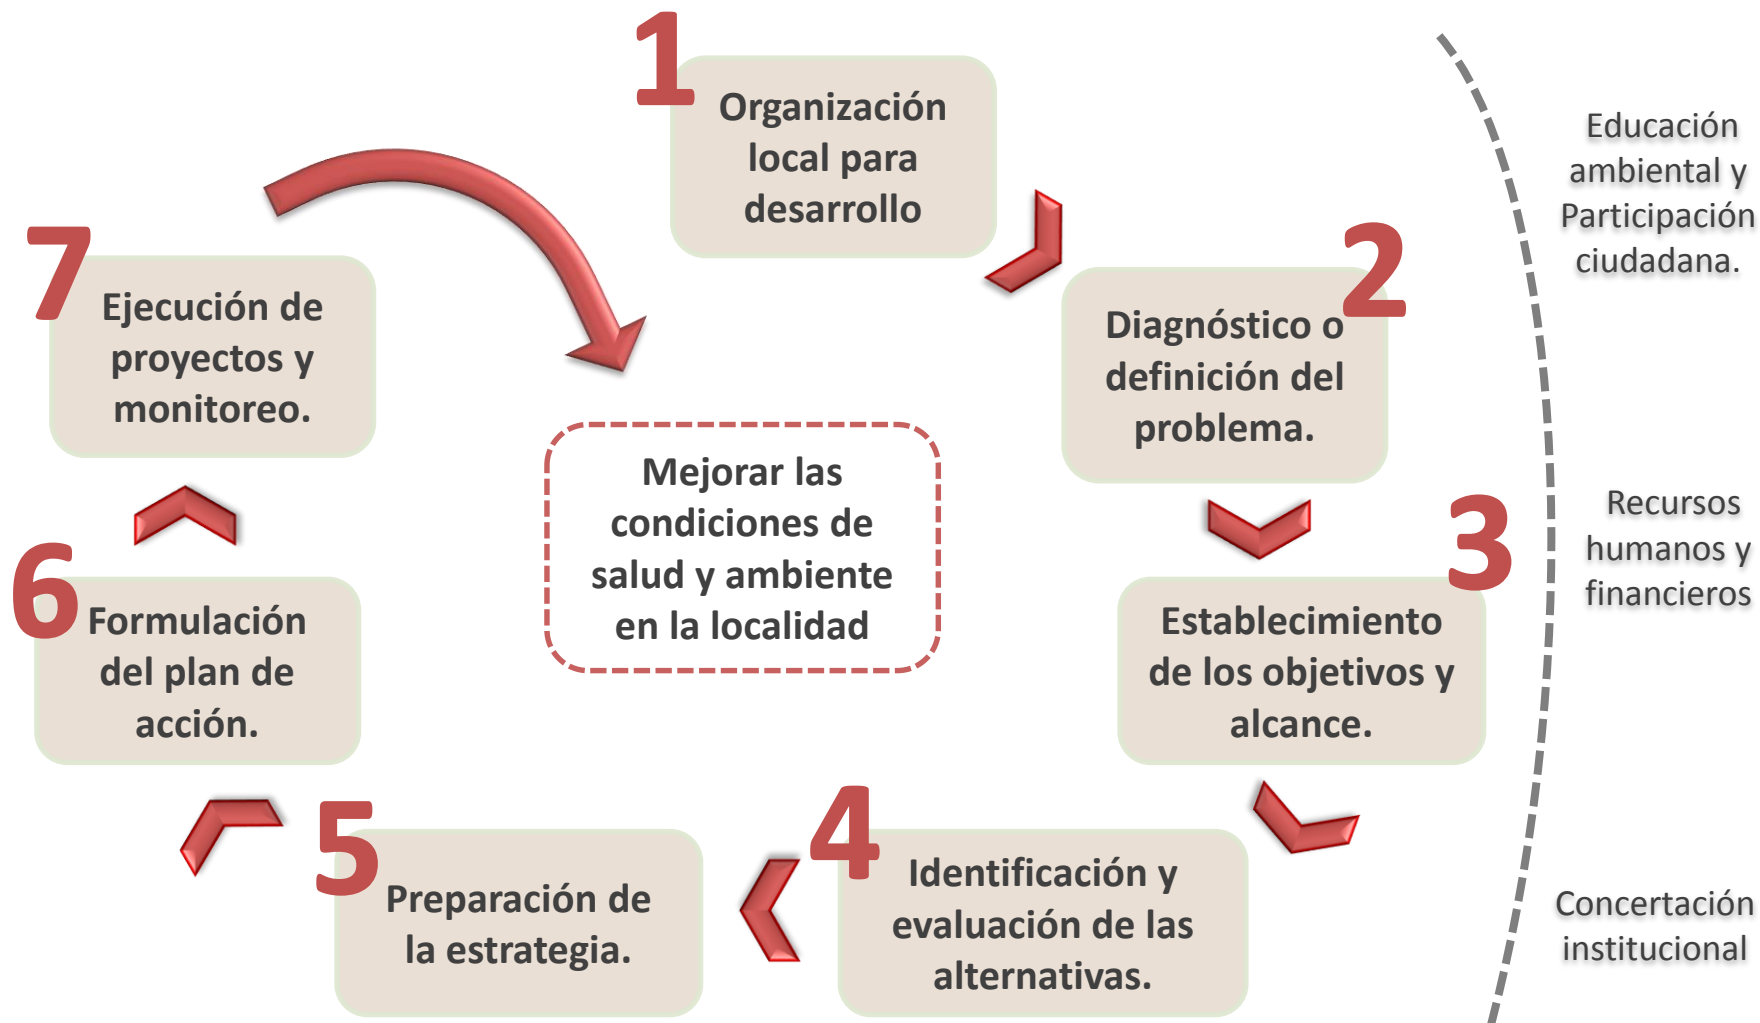 1
Organización
local para
desarrollo
2
Diagnóstico o
definición del
problema.
3
Establecimiento
de los objetivos y
alcance.
4
Identificación y
evaluación de las
alternativas.
5
Preparación de
la estrategia.
6
Formulación
del plan de
acción.
7
Ejecución de
proyectos y
monitoreo.
Mejorar las
condiciones de
salud y ambiente
en la localidad
Educación
ambiental y
Participación
ciudadana.
Recursos
humanos y
financieros
Concertación
institucional